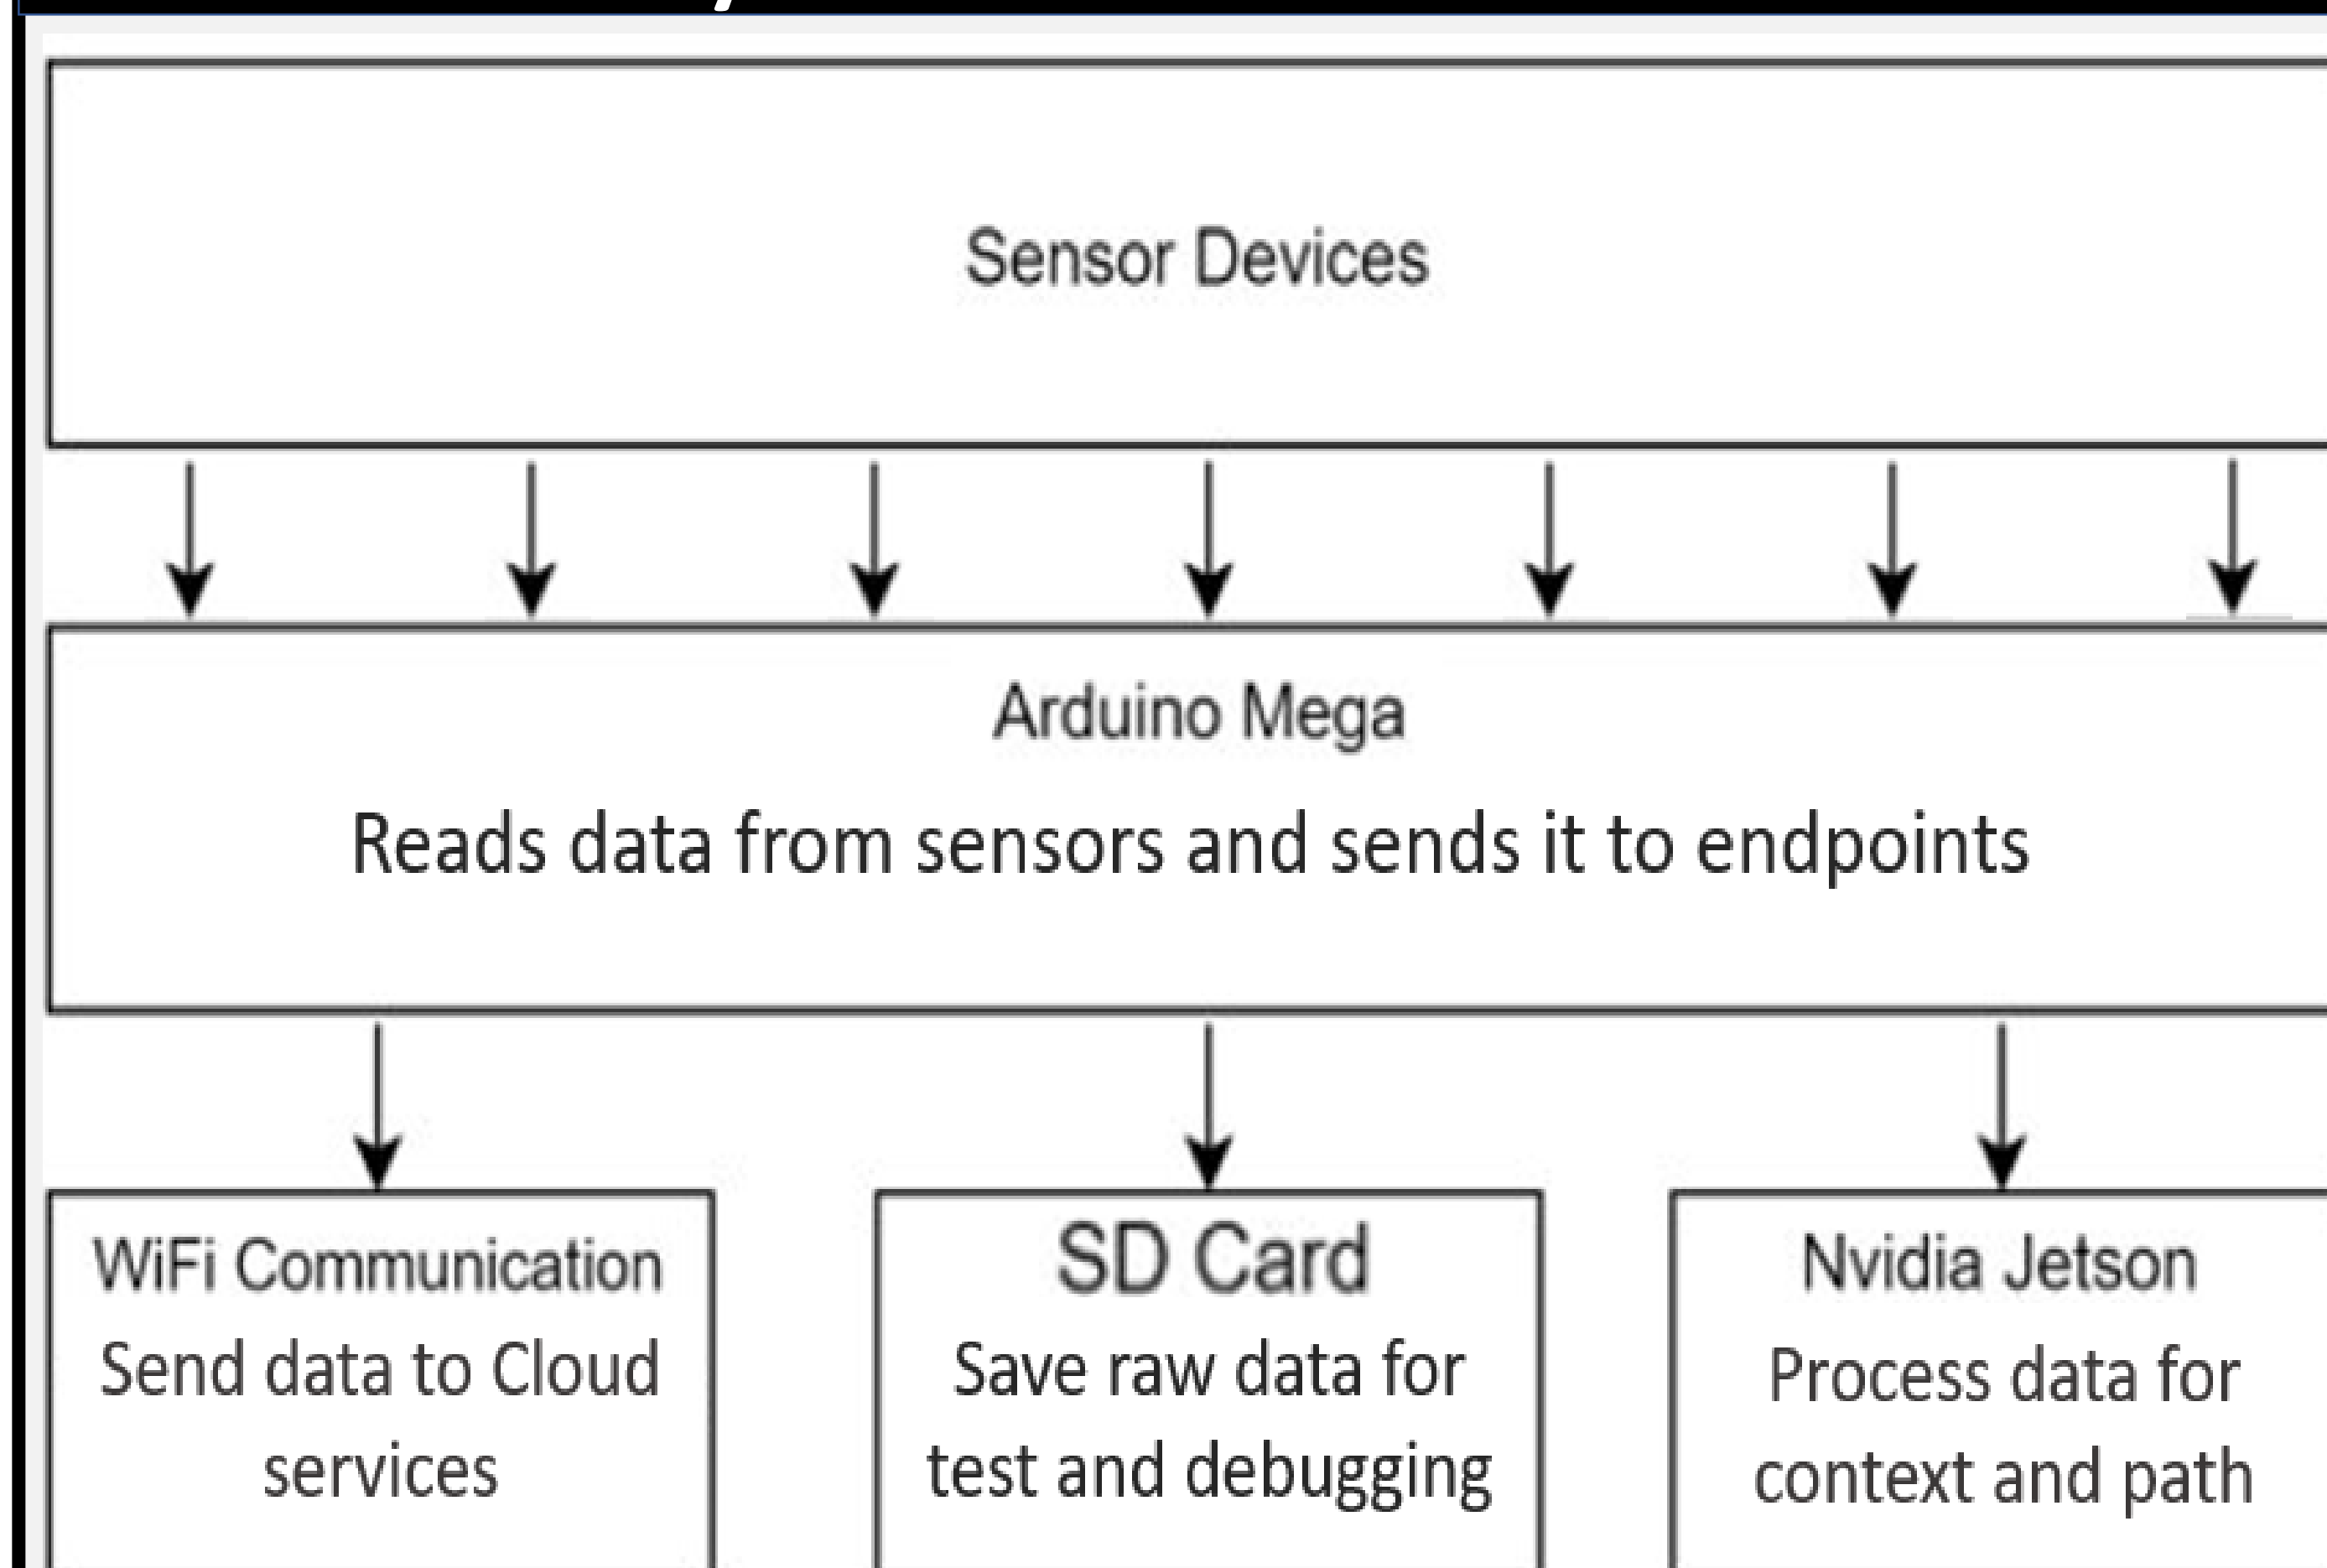 Sensor Devices
Arduino Mega
Reads data from sensors and sends it to endpoints
WiFi Communication
Send data to Cloud
services
SD Card
Save raw data for
test and debugging
Nvidia Jetson
Process data for
context and path